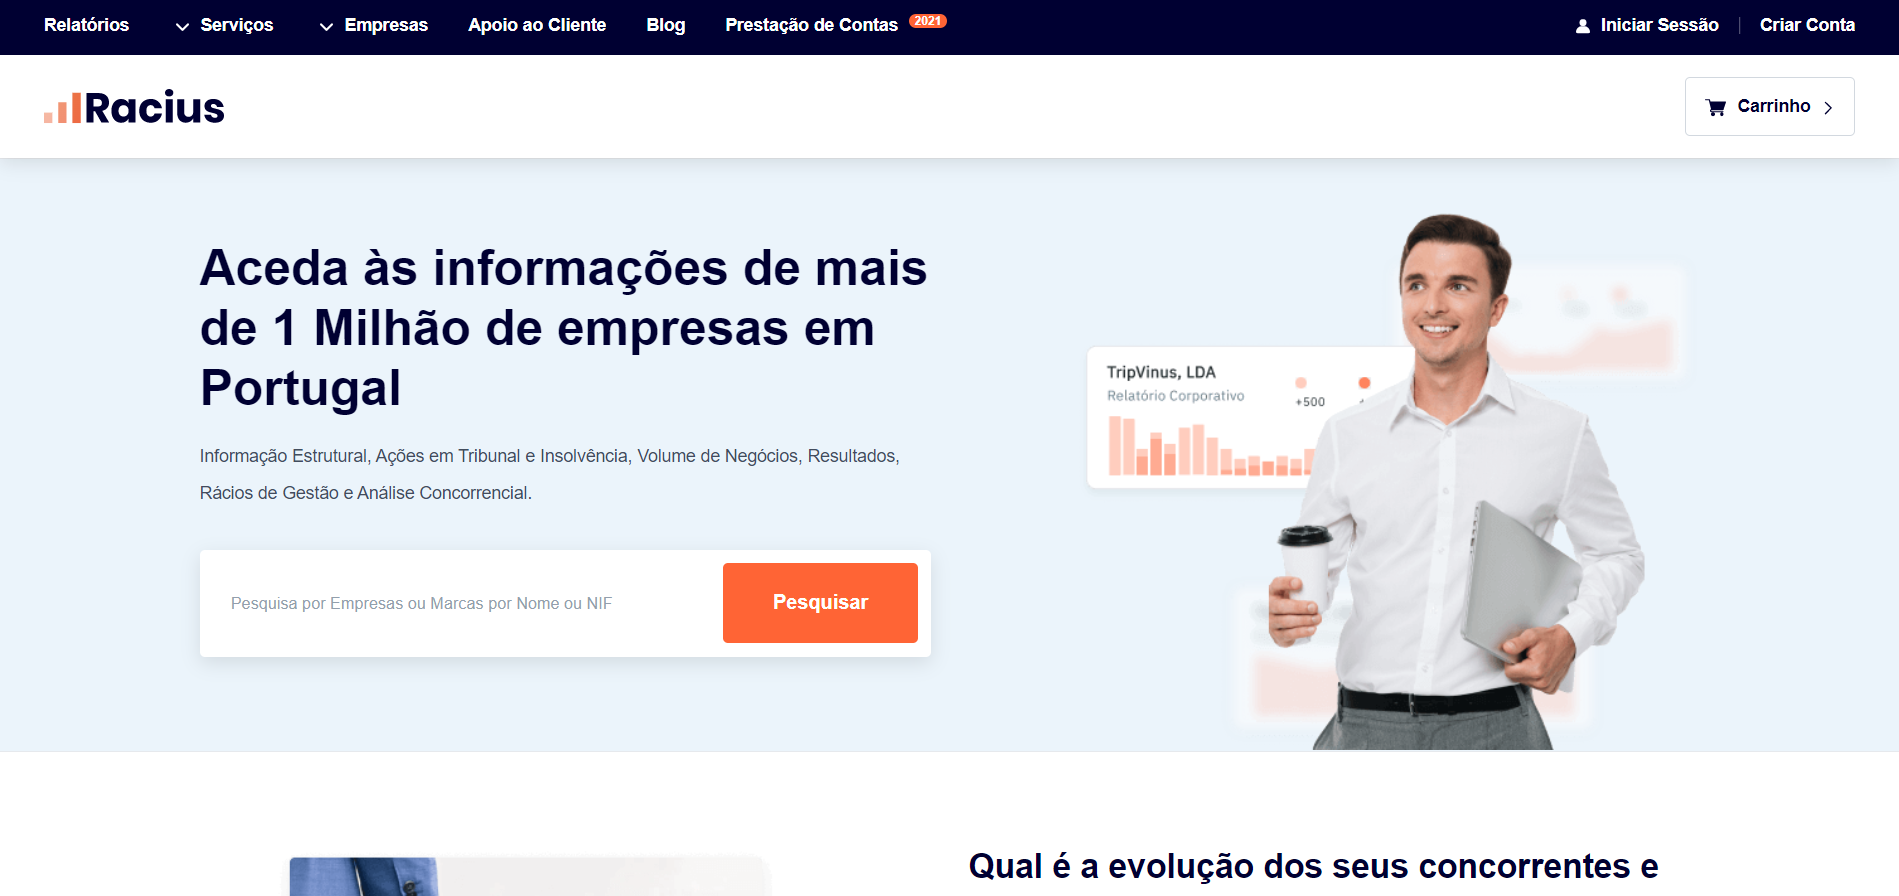 Relatórios Serviços Empresas Apoio ao Cliente Blog Prestação de Contas 2021 Iniciar Sessão Criar Conta
Racius
Carrinho
Aceda às informações de mais
de 1 Milhão de empresas em
Portugal
Informação Estrutural, Ações em Tribunal e Insolvência, Volume de Negócios, Resultados,
Rácios de Gestão e Análise Concorrencial.
Pesquisa por Empresas ou Marcas por Nome ou NIF
Pesquisar
TripVinus, LDA
Relatório Corporativo
+500
Qual é a evolução dos seus concorrentes e